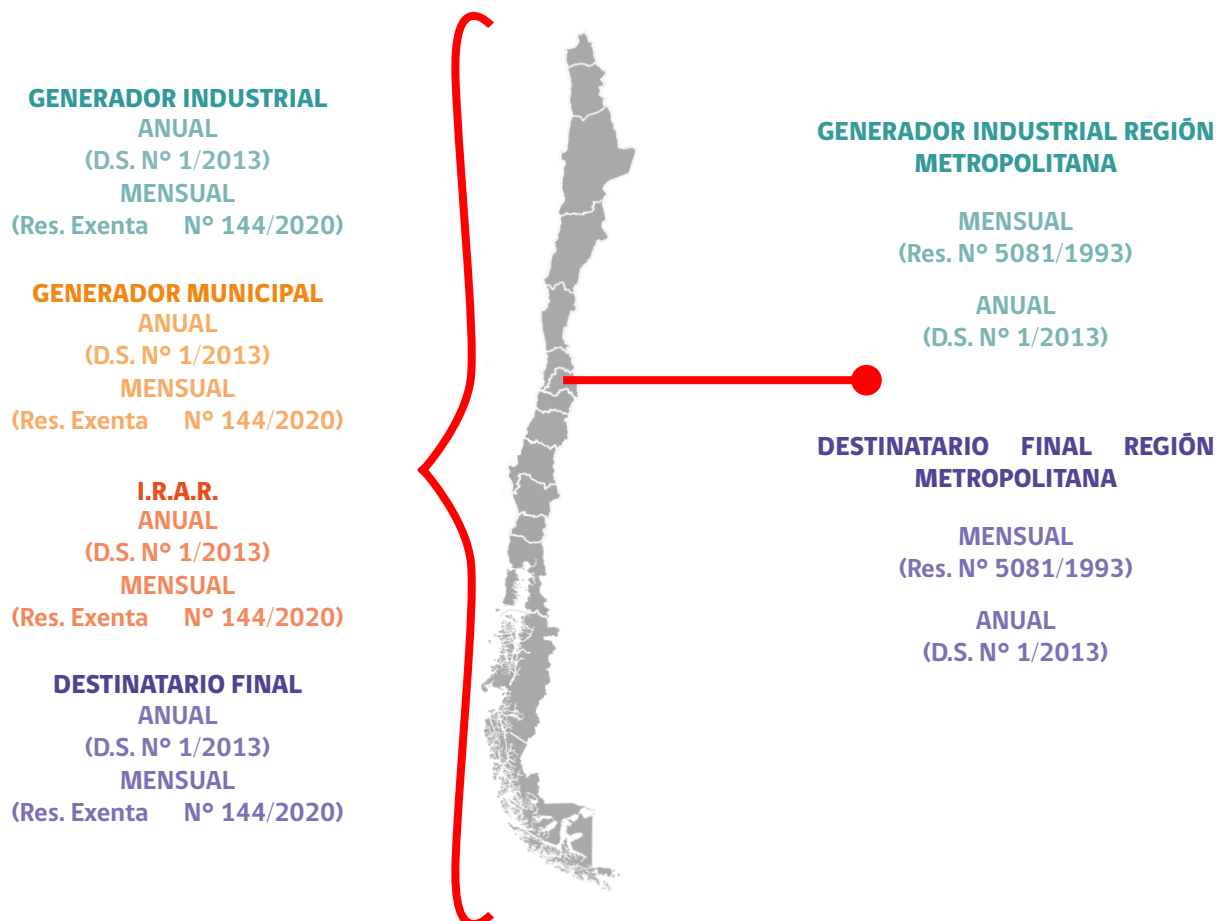 GENERADOR INDUSTRIAL
ANUAL
(D.S. N° 1/2013)
MENSUAL
(Res. Exenta N° 144/2020)
GENERADOR MUNICIPAL
ANUAL
(D.S. N° 1/2013)
MENSUAL
(Res. Exenta N° 144/2020)
I.R.A.R.
ANUAL
(D.S. N° 1/2013)
MENSUAL
(Res. Exenta N° 144/2020)
DESTINATARIO FINAL
ANUAL
(D.S. N° 1/2013)
MENSUAL
(Res. Exenta N° 144/2020)
GENERADOR INDUSTRIAL REGIÓN
METROPOLITANA
MENSUAL
(Res. N° 5081/1993)
ANUAL
(D.S. N° 1/2013)
DESTINATARIO FINAL REGIÓN
METROPOLITANA
MENSUAL
(Res. N° 5081/1993)
ANUAL
(D.S. N° 1/2013)